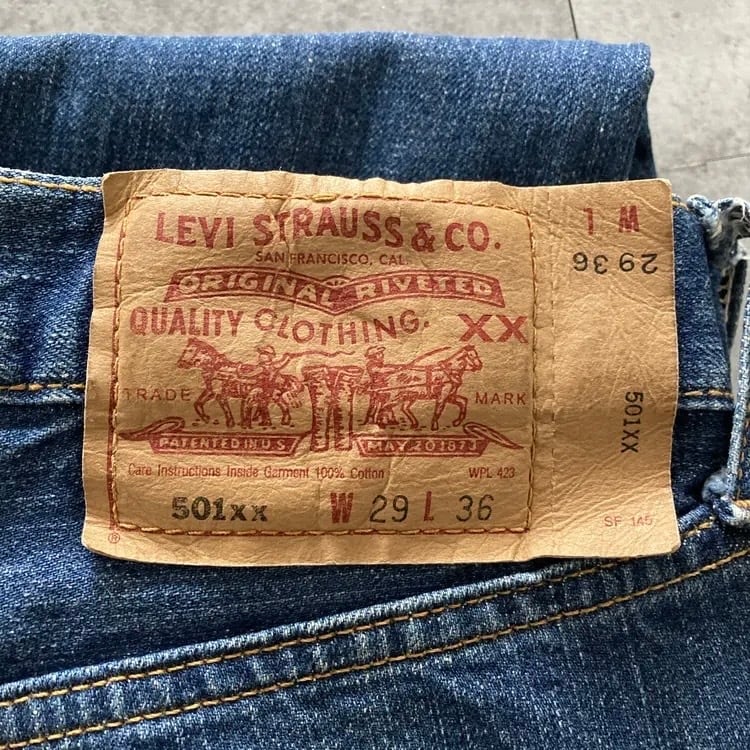 LEVI STRAUSS & CO.
SAN FRANCISCO, CAL.
ORIGINAL RIVETED
QUALITY CLOTHING.
XX
TRADE MARK
PATENTED IN U.S.
MAY 20 1873
Care Instructions Inside Garment 100% Cotton WPL 423
501xx W 29 L 36
®
W L
29 36
501XX
SF 145